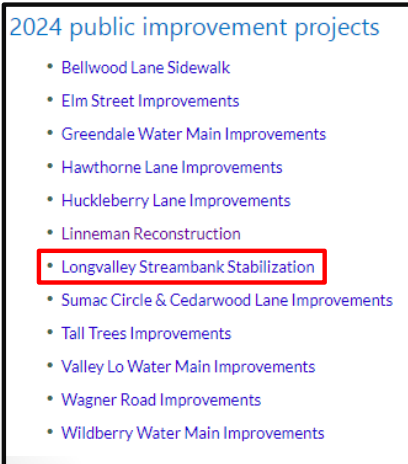 2024 public improvement projects
Bellwood Lane Sidewalk
Elm Street Improvements
Greendale Water Main Improvements
Hawthorne Lane Improvements
Huckleberry Lane Improvements
Linneman Reconstruction
Longvalley Streambank Stabilization
Sumac Circle & Cedarwood Lane Improvements
Tall Trees Improvements
Valley Lo Water Main Improvements
Wagner Road Improvements
Wildberry Water Main Improvements